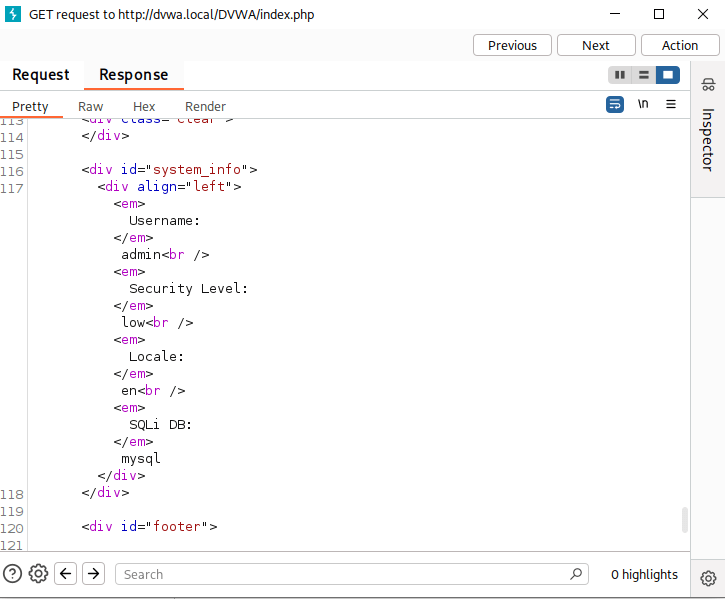 GET request to http://dvwa.local/DVWA/index.php
Previous Next Action
Request Response
Pretty Raw Hex Render
\n
Inspector
113 <div class="clear">
114 </div>
115
116 <div id="system_info">
117 <div align="left">
<em>
Username:
</em>
admin<br />
<em>
Security Level:
</em>
low<br />
<em>
Locale:
</em>
en<br />
<em>
SQLi DB:
</em>
mysql
</div>
118 </div>
119
120 <div id="footer">
121
Search
0 highlights